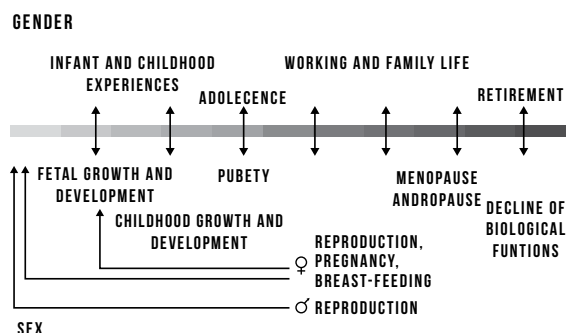 GENDER
INFANT AND CHILDHOOD
EXPERIENCES
ADOLECENCE
WORKING AND FAMILY LIFE
RETIREMENT
FETAL GROWTH AND
DEVELOPMENT
PUBETY
MENOPAUSE
ANDROPAUSE
DECLINE OF
BIOLOGICAL
FUNTIONS
CHILDHOOD GROWTH AND
DEVELOPMENT
♀ REPRODUCTION,
PREGNANCY,
BREAST-FEEDING
♂ REPRODUCTION
SEX